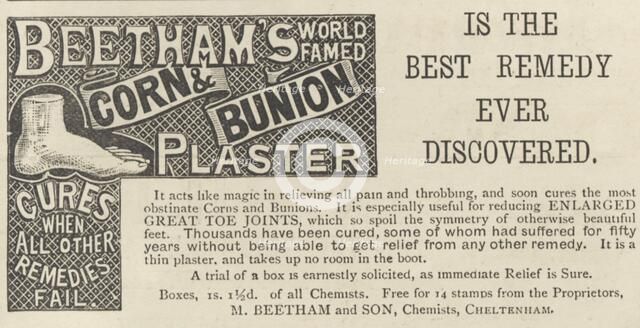 BEETHAM'S WORLD FAMED
CORN &
BUNION
PLASTER
CURES
WHEN
ALL OTHER
REMEDIES
FAIL.
IS THE
BEST REMEDY
EVER
DISCOVERED.
It acts like magic in relieving all pain and throbbing, and soon cures the most
obstinate Corns and Bunions. It is especially useful for reducing ENLARGED
GREAT TOE JOINTS, which so spoil the symmetry of otherwise beautiful
feet. Thousands have been cured, some of whom had suffered for fifty
years without being able to get relief from any other remedy. It is a
thin plaster, and takes up no room in the boot.
A trial of a box is earnestly solicited, as immediate Relief is Sure.
Boxes, 1s. 1½d. of all Chemists. Free for 14 stamps from the Proprietors,
M. BEETHAM and SON, Chemists, CHELTENHAM.
Heritage
Heritage
Heritage
Heritage